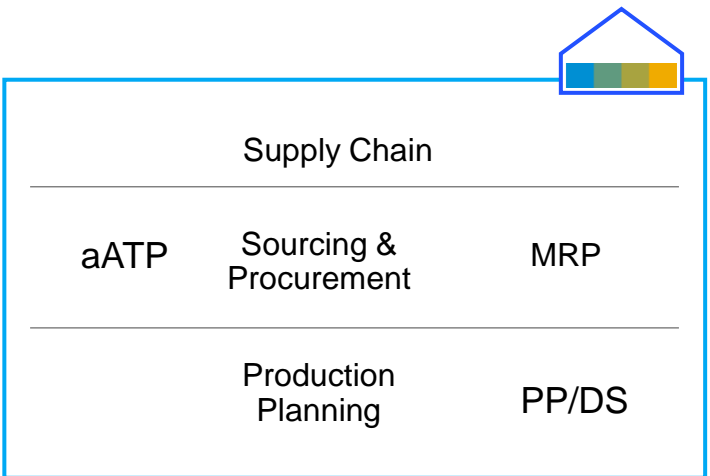 Supply Chain
aATP
Sourcing &
Procurement
MRP
Production
Planning
PP/DS